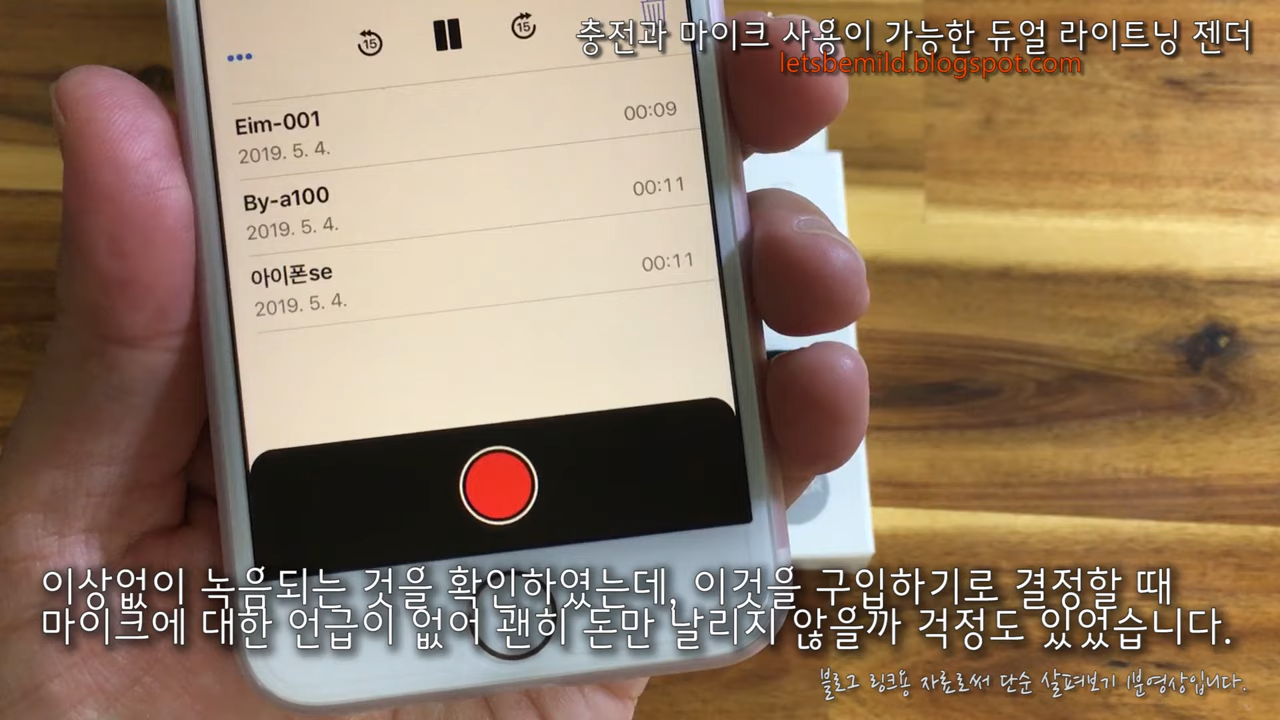 충전과 마이크 사용이 가능한 듀얼 라이트닝 젠더
letsbemild.blogspot.com
15
15
Eim-001
00:09
2019. 5. 4.
By-a100
00:11
2019. 5. 4.
아이폰se
00:11
2019. 5. 4.
이상없이 녹음되는 것을 확인하였는데, 이것을 구입하기로 결정할 때
마이크에 대한 언급이 없어 괜히 돈만 날리지 않을까 걱정도 있었습니다.
블로그 링크용 자료로써 단순 살펴보기 1분영상입니다.